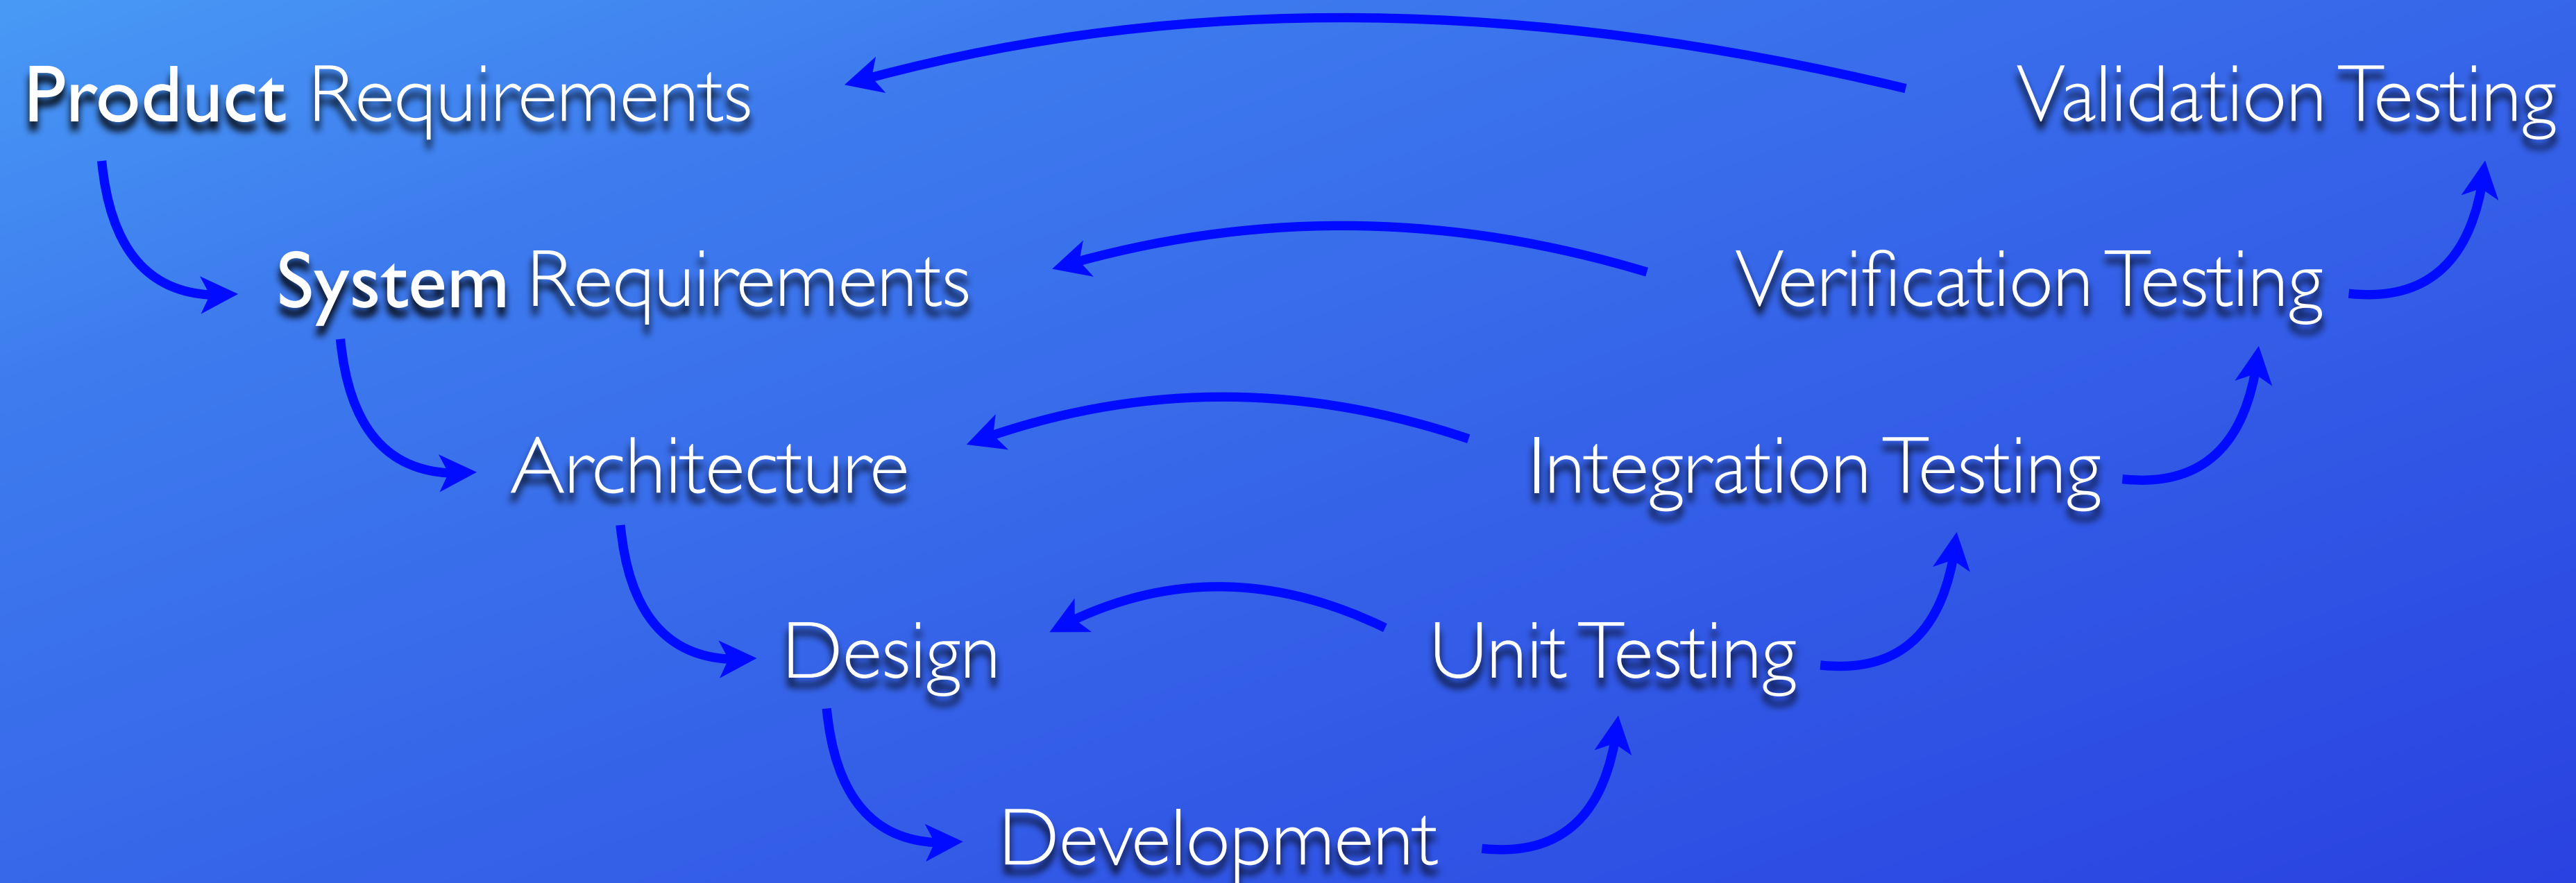 Product Requirements
Validation Testing
System Requirements
Verification Testing
Architecture
Integration Testing
Design
Unit Testing
Development